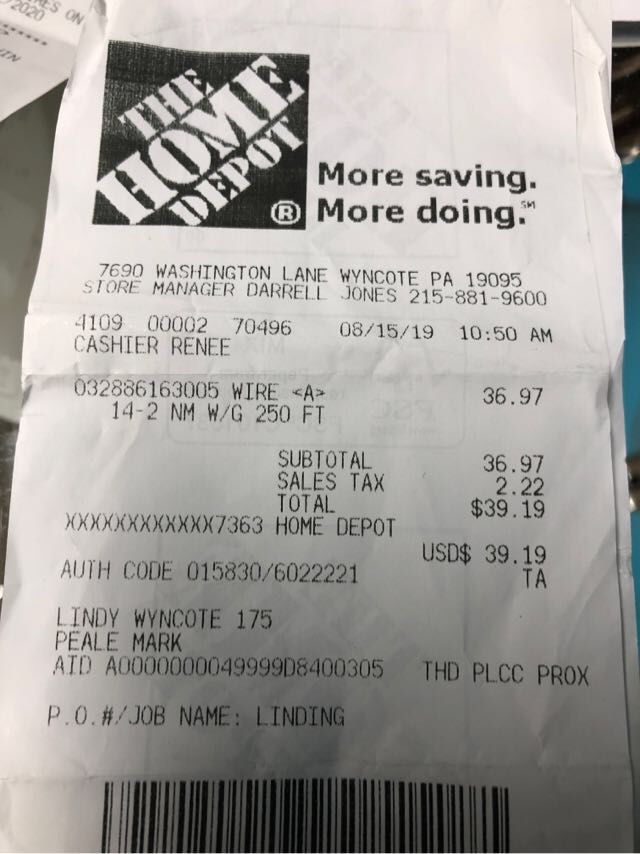 ES ON
/2020
THE
HOME
DEPOT
®
More saving.
More doing.℠
7690 WASHINGTON LANE WYNCOTE PA 19095
STORE MANAGER DARRELL JONES 215-881-9600
4109 00002 70496 08/15/19 10:50 AM
CASHIER RENEE
032886163005 WIRE <A> 36.97
14-2 NM W/G 250 FT
SUBTOTAL 36.97
SALES TAX 2.22
TOTAL $39.19
XXXXXXXXXXXX7363 HOME DEPOT
USD$ 39.19
AUTH CODE 015830/6022221 TA
LINDY WYNCOTE 175
PEALE MARK
AID A0000000049999D8400305 THD PLCC PROX
P.O.#/JOB NAME: LINDING